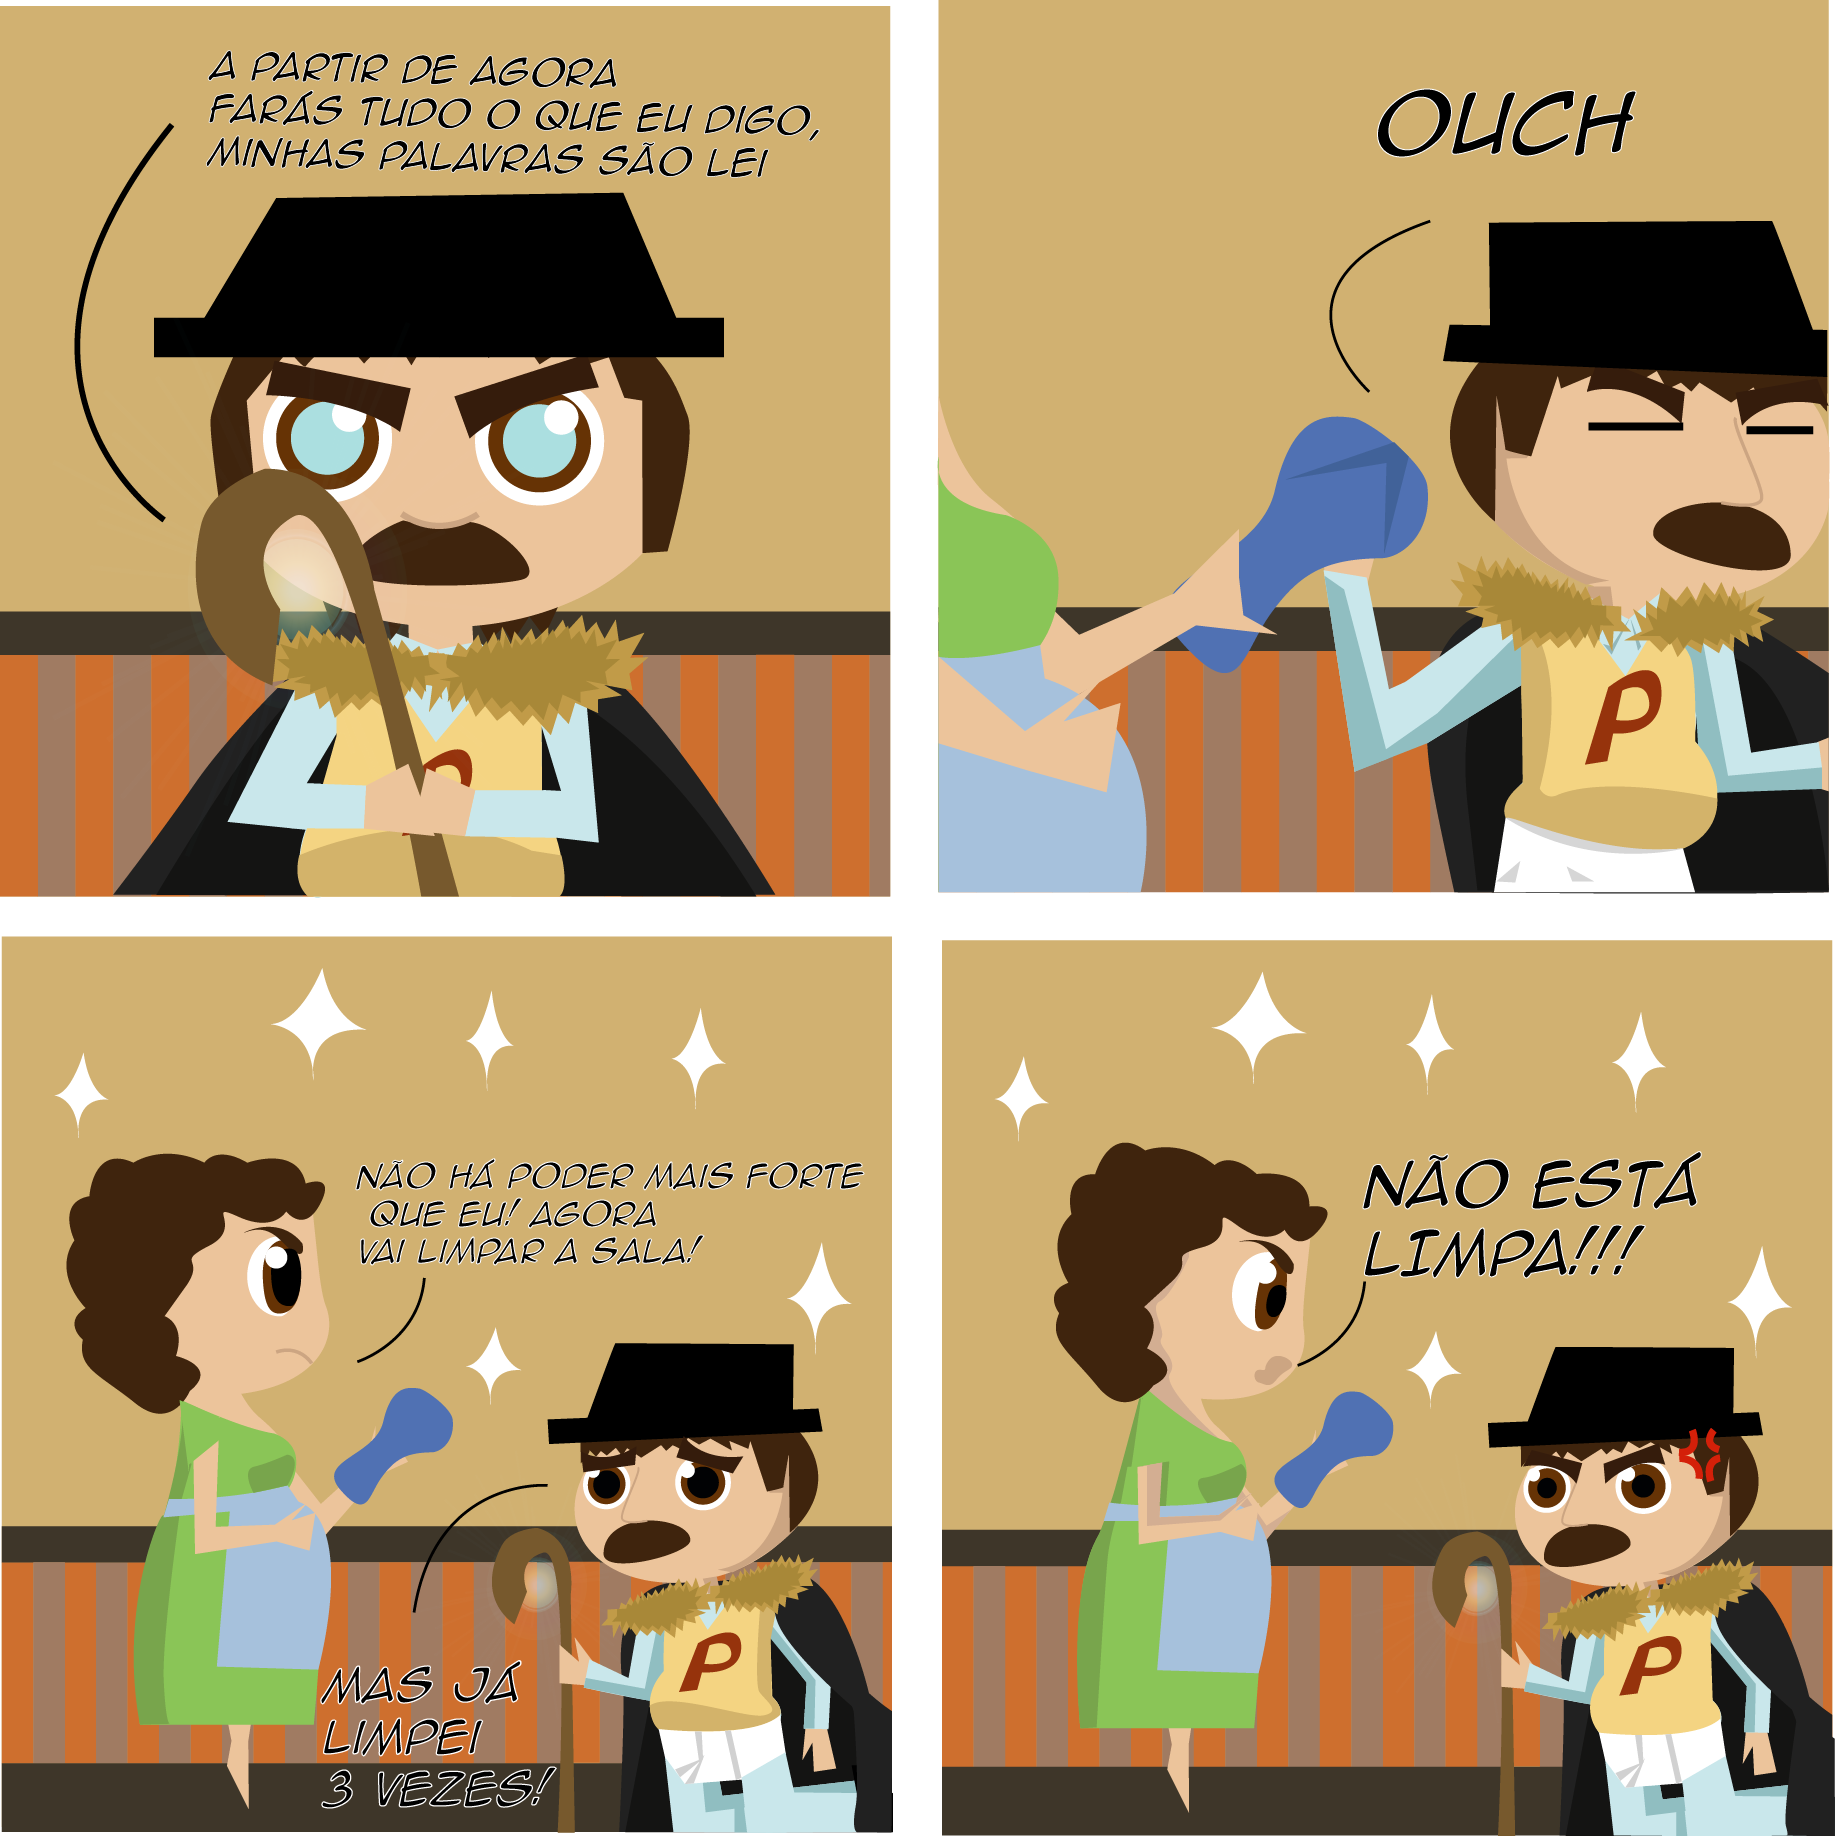 A PARTIR DE AGORA
FARÁS TUDO O QUE EU DIGO,
MINHAS PALAVRAS SÃO LEI
P
OUCH
P
NÃO HÁ PODER MAIS FORTE
QUE EU! AGORA
VAI LIMPAR A SALA!
MAS JÁ
LIMPEI
3 VEZES!
P
NÃO ESTÁ
LIMPA!!!
P